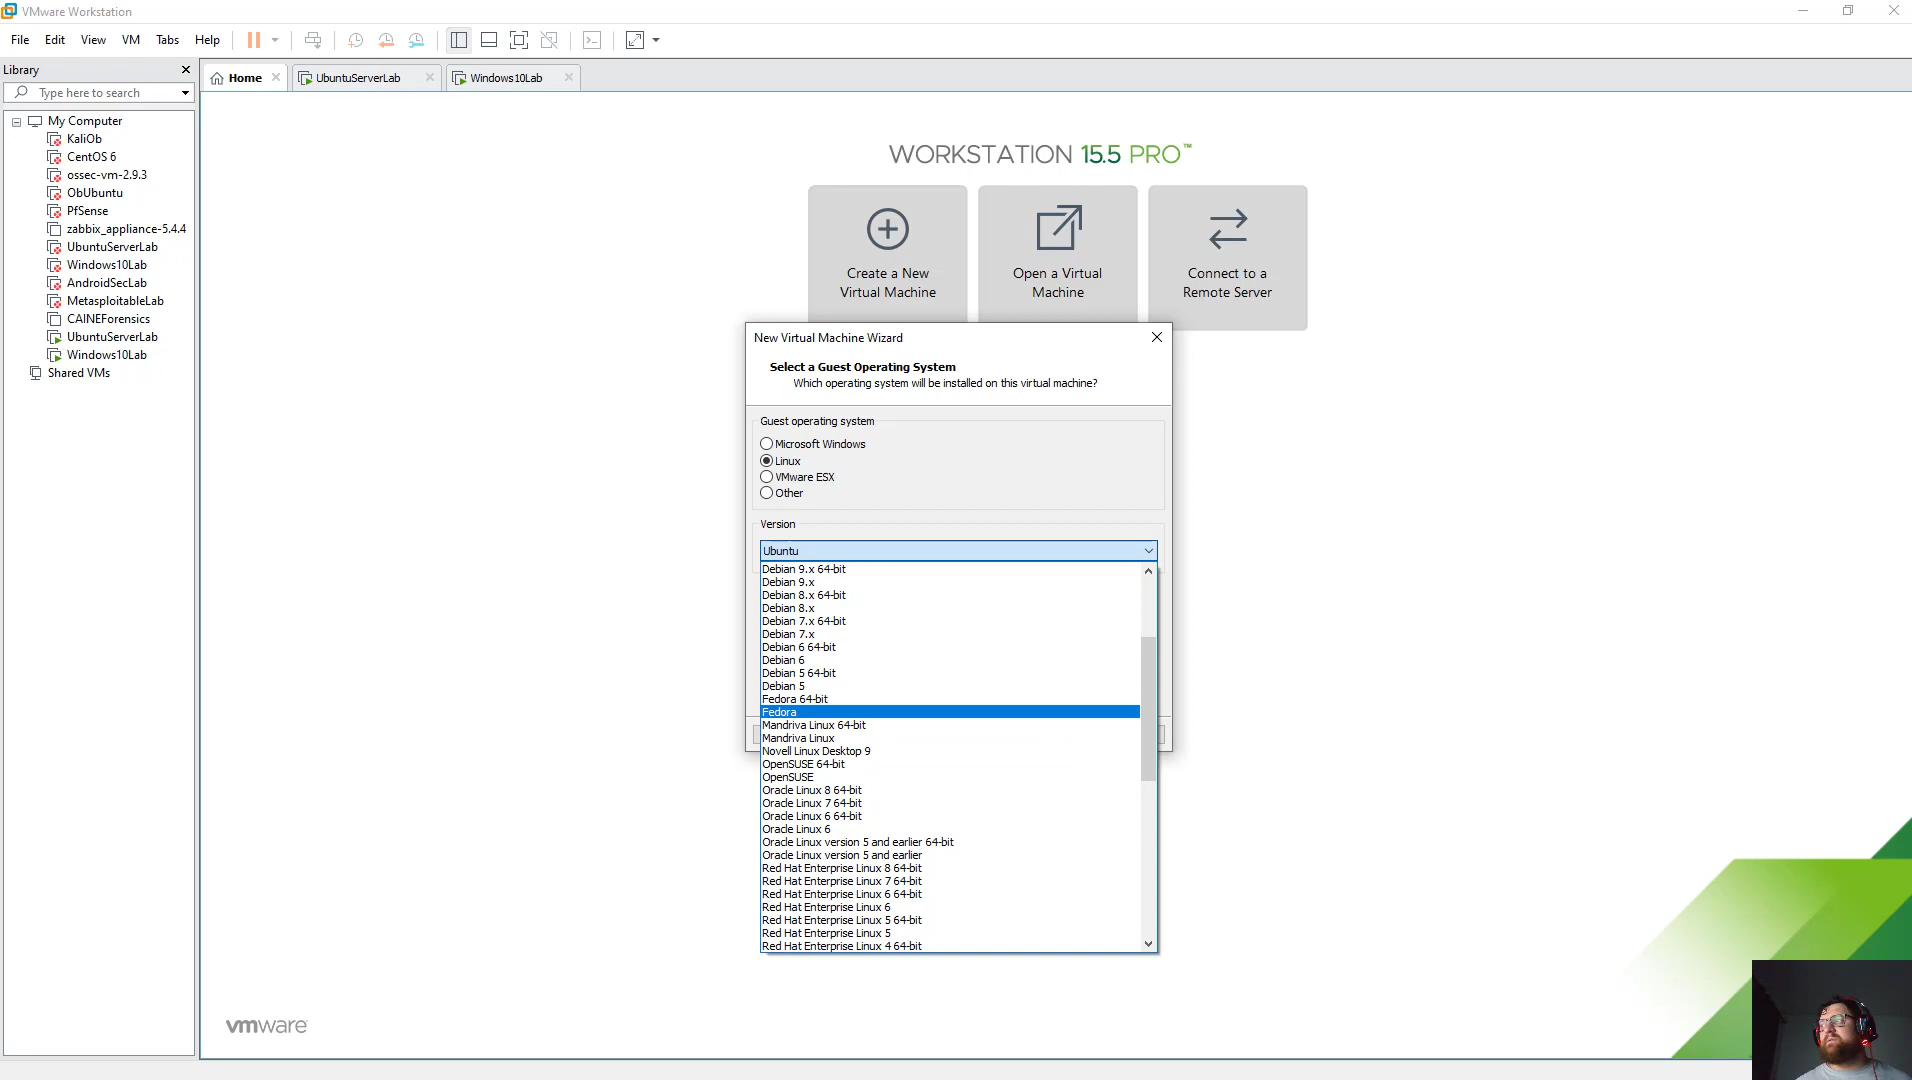 VMware Workstation
File Edit View VM Tabs Help
Library
Type here to search
My Computer
KaliOb
CentOS 6
ossec-vm-2.9.3
ObUbuntu
PfSense
zabbix_appliance-5.4.4
UbuntuServerLab
Windows10Lab
AndroidSecLab
MetasploitableLab
CAINEForensics
UbuntuServerLab
Windows10Lab
Shared VMs
Home UbuntuServerLab Windows10Lab
WORKSTATION 15.5 PRO™
Create a New
Virtual Machine
Open a Virtual
Machine
Connect to a
Remote Server
New Virtual Machine Wizard
Select a Guest Operating System
Which operating system will be installed on this virtual machine?
Guest operating system
Microsoft Windows
Linux
VMware ESX
Other
Version
Ubuntu
Debian 9.x 64-bit
Debian 9.x
Debian 8.x 64-bit
Debian 8.x
Debian 7.x 64-bit
Debian 7.x
Debian 6 64-bit
Debian 6
Debian 5 64-bit
Debian 5
Fedora 64-bit
Fedora
Mandriva Linux 64-bit
Mandriva Linux
Novell Linux Desktop 9
OpenSUSE 64-bit
OpenSUSE
Oracle Linux 8 64-bit
Oracle Linux 7 64-bit
Oracle Linux 6 64-bit
Oracle Linux 6
Oracle Linux version 5 and earlier 64-bit
Oracle Linux version 5 and earlier
Red Hat Enterprise Linux 8 64-bit
Red Hat Enterprise Linux 7 64-bit
Red Hat Enterprise Linux 6 64-bit
Red Hat Enterprise Linux 6
Red Hat Enterprise Linux 5 64-bit
Red Hat Enterprise Linux 5
Red Hat Enterprise Linux 4 64-bit
vmware